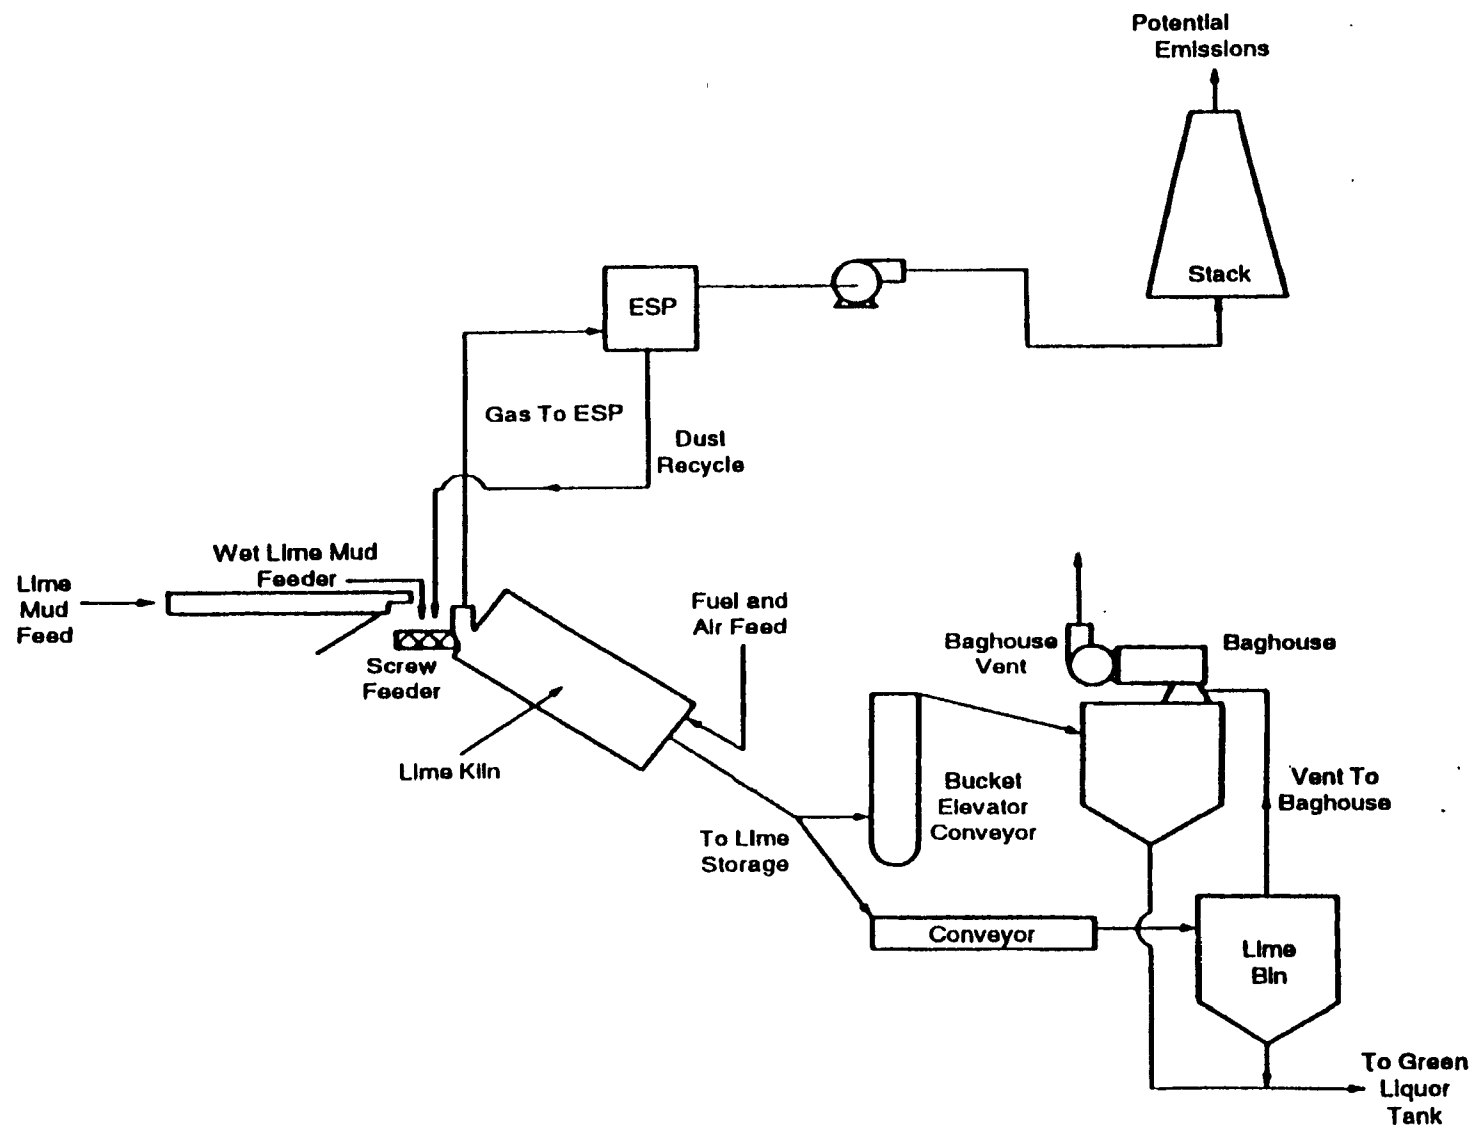 Potential
Emissions
Stack
ESP
Gas To ESP
Dust
Recycle
Wet Lime Mud
Feeder
Lime
Mud
Feed
Screw
Feeder
Fuel and
Air Feed
Lime Kiln
Baghouse
Vent
Baghouse
Bucket
Elevator
Conveyor
Vent To
Baghouse
To Lime
Storage
Conveyor
Lime
Bin
To Green
Liquor
Tank